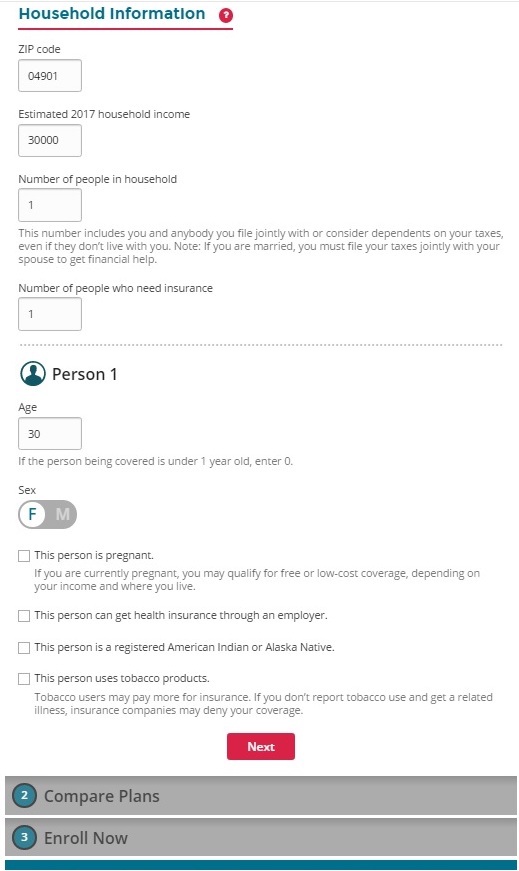 Household Information ?
ZIP code
04901
Estimated 2017 household income
30000
Number of people in household
1
This number includes you and anybody you file jointly with or consider dependents on your taxes,
even if they don't live with you. Note: If you are married, you must file your taxes jointly with your
spouse to get financial help.
Number of people who need insurance
1
Person 1
Age
30
If the person being covered is under 1 year old, enter 0.
Sex
F M
This person is pregnant.
If you are currently pregnant, you may qualify for free or low-cost coverage, depending on
your income and where you live.
This person can get health insurance through an employer.
This person is a registered American Indian or Alaska Native.
This person uses tobacco products.
Tobacco users may pay more for insurance. If you don't report tobacco use and get a related
illness, insurance companies may deny your coverage.
Next
2 Compare Plans
3 Enroll Now